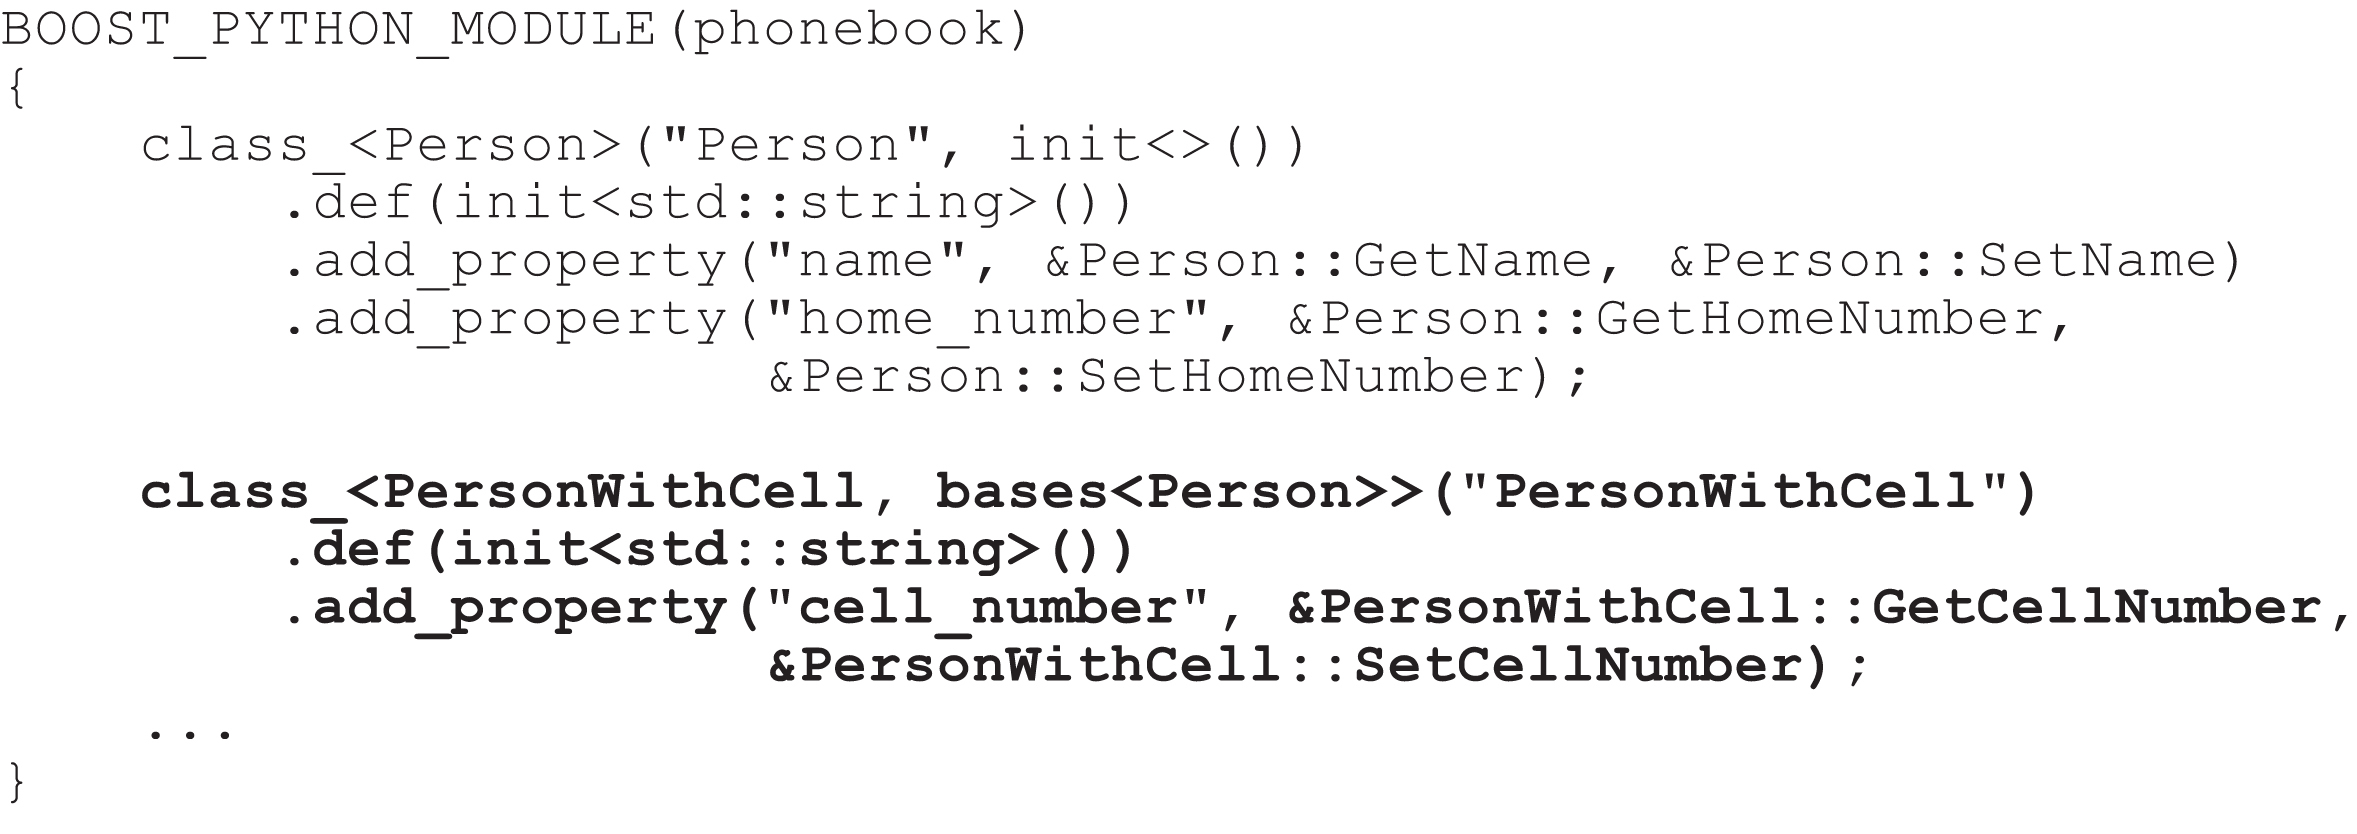 BOOST_PYTHON_MODULE(phonebook)
{
    class_<Person>("Person", init<>())
        .def(init<std::string>())
        .add_property("name", &Person::GetName, &Person::SetName)
        .add_property("home_number", &Person::GetHomeNumber,
                      &Person::SetHomeNumber);

    class_<PersonWithCell, bases<Person>>("PersonWithCell")
        .def(init<std::string>())
        .add_property("cell_number", &PersonWithCell::GetCellNumber,
                      &PersonWithCell::SetCellNumber);
    ...
}